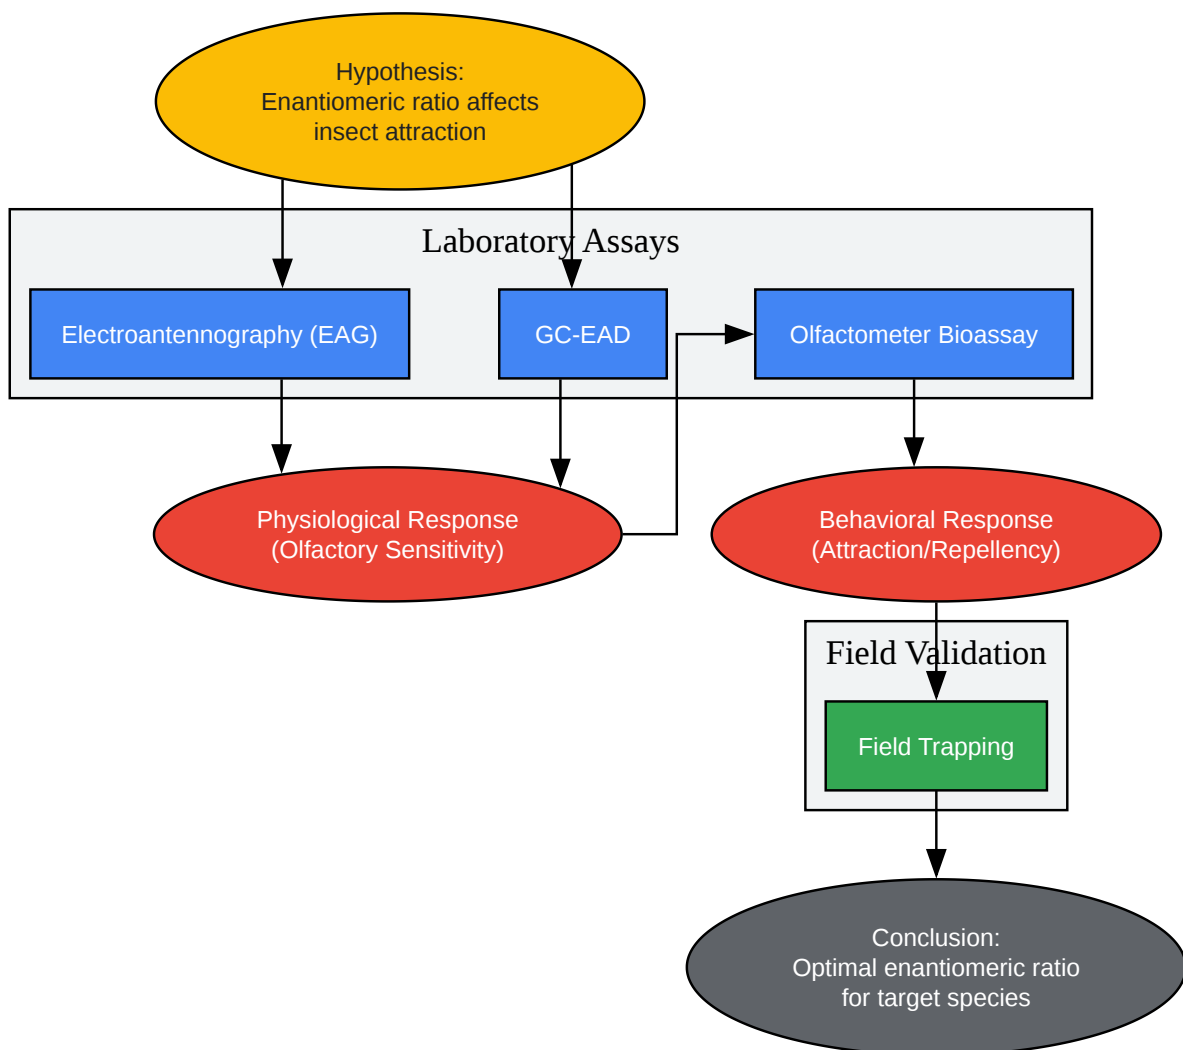 Hypothesis:
Enantiomeric ratio affects
insect attraction
Laboratory Assays
Electroantennography (EAG)
GC-EAD
Olfactometer Bioassay
Physiological Response
(Olfactory Sensitivity)
Behavioral Response
(Attraction/Repellency)
Field Validation
Field Trapping
Conclusion:
Optimal enantiomeric ratio
for target species